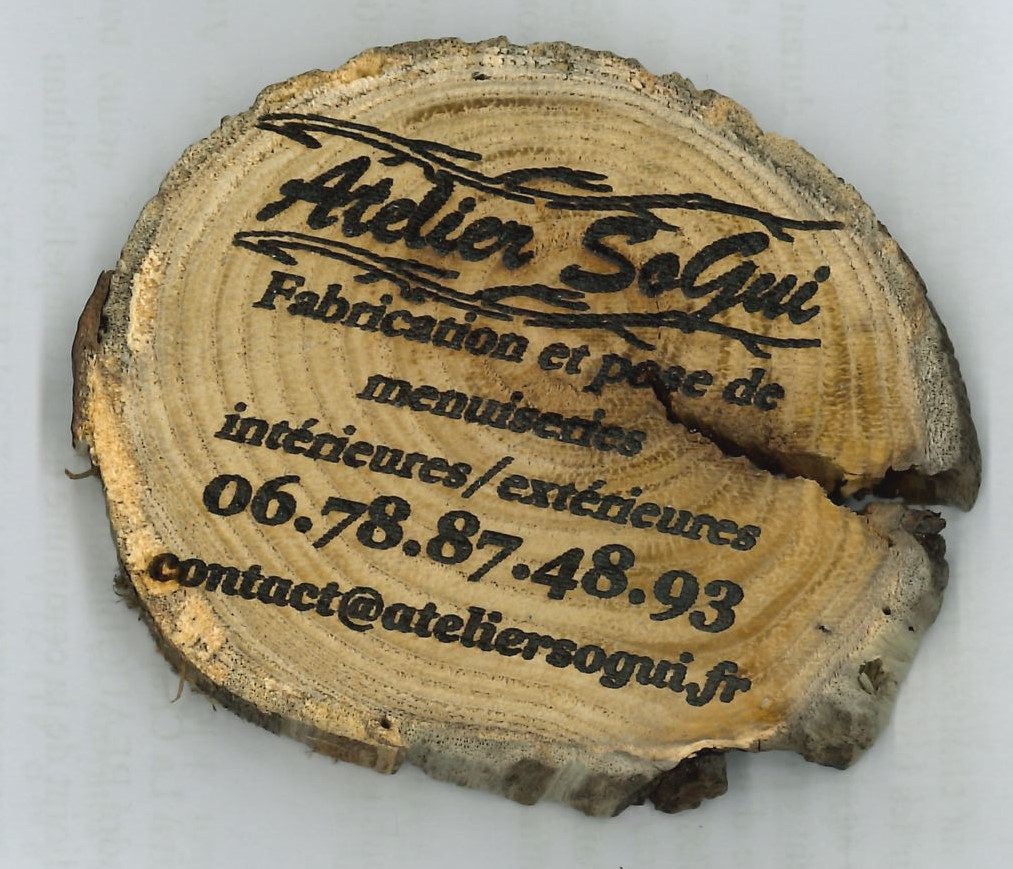 Atelier SoGui
Fabrication et pose de
menuiseries
intérieures/extérieures
06.78.87.48.93
contact@ateliersogui.fr